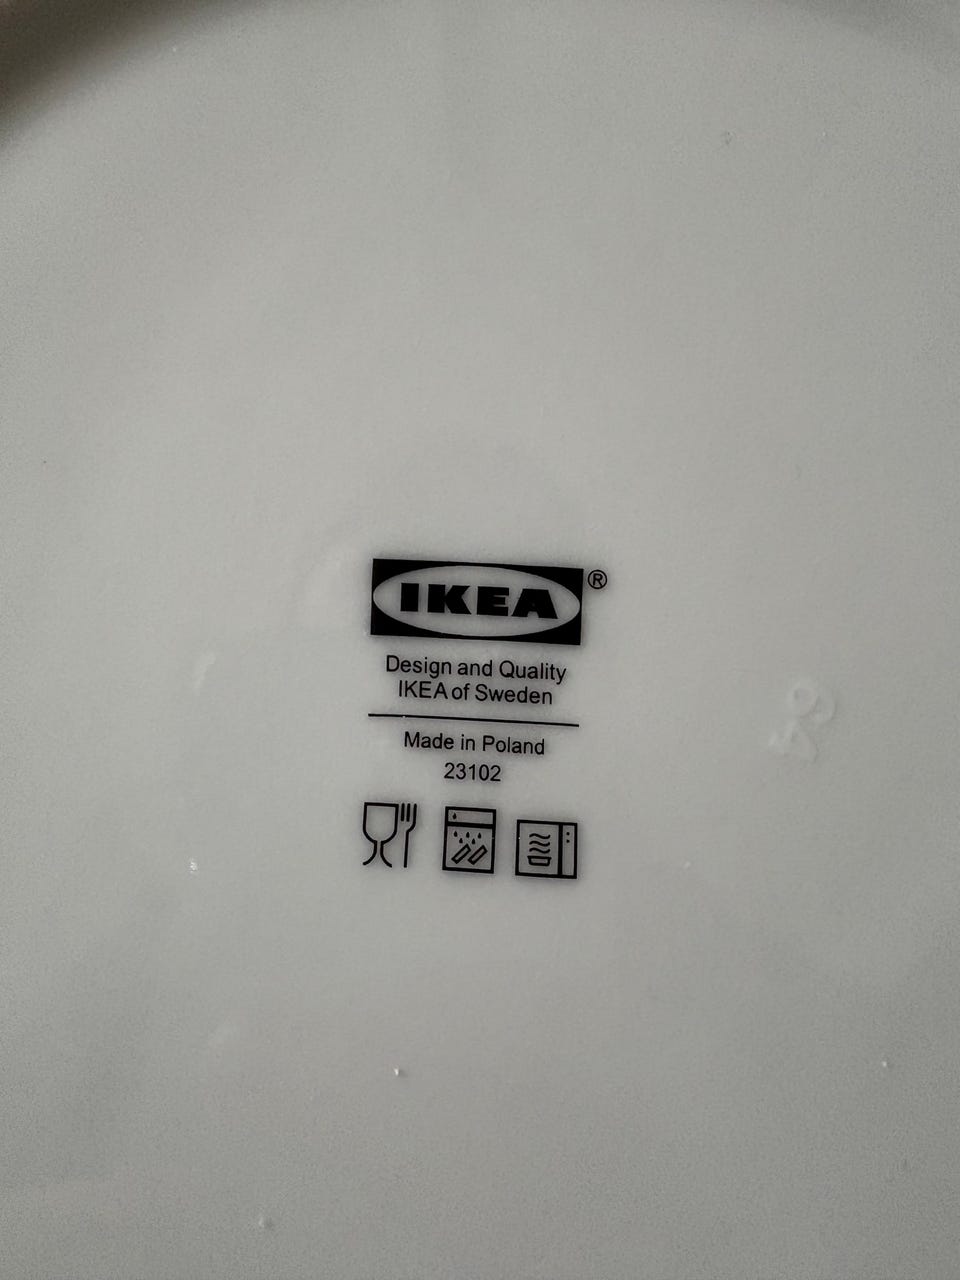 IKEA®
Design and Quality
IKEA of Sweden
Made in Poland
23102